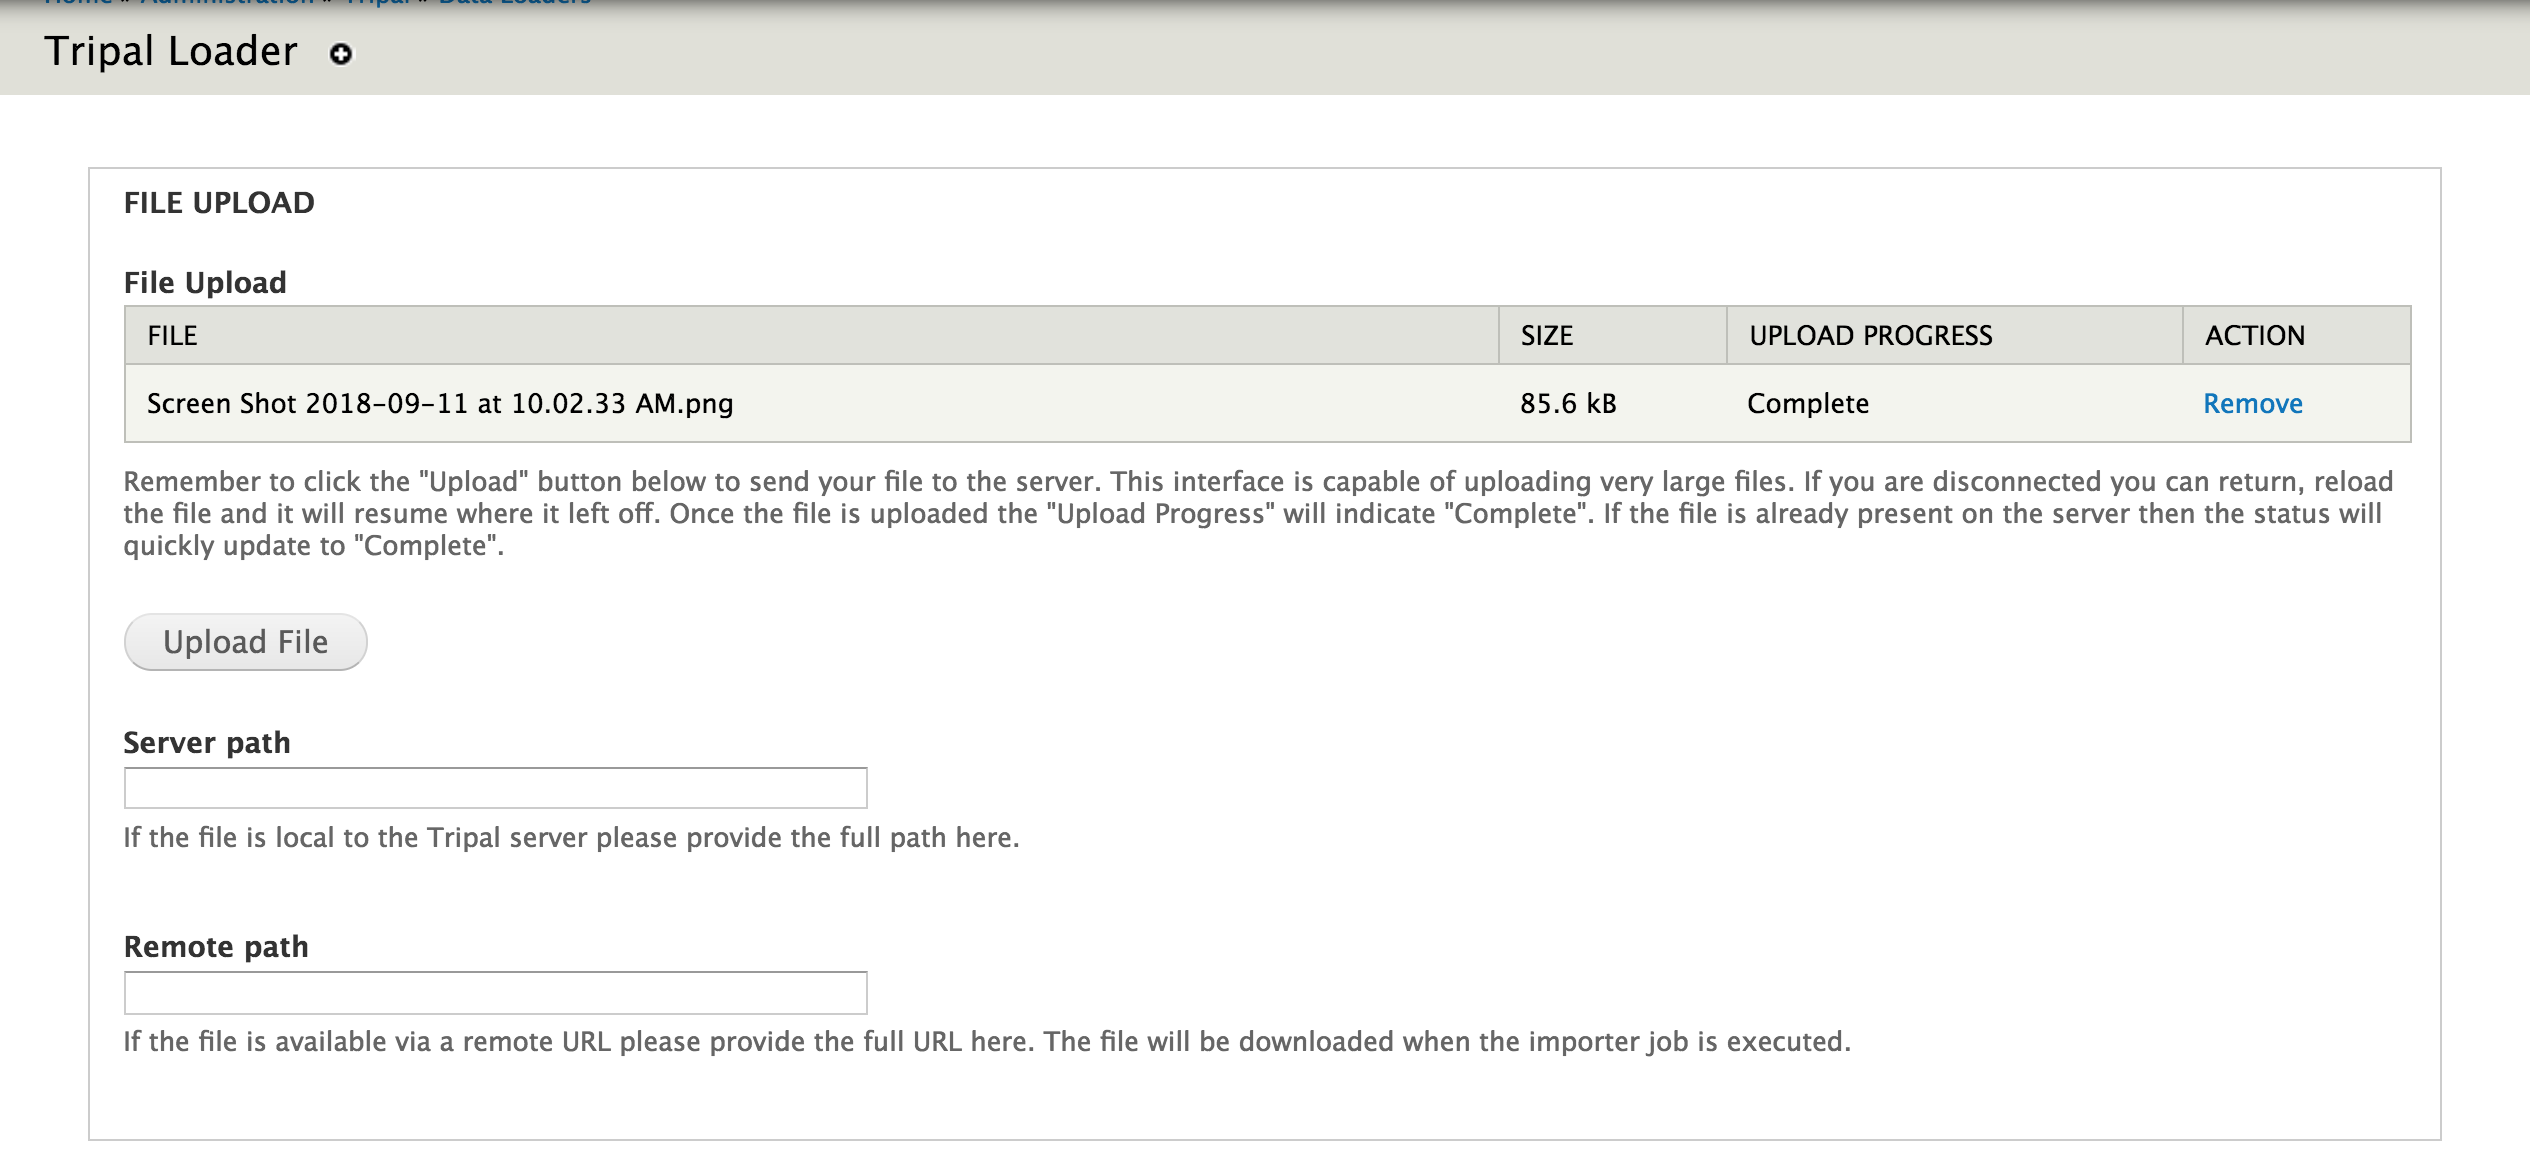 Home » Administration » Tripal » Data Loaders
Tripal Loader
FILE UPLOAD
File Upload
FILE SIZE UPLOAD PROGRESS ACTION
Screen Shot 2018-09-11 at 10.02.33 AM.png 85.6 kB Complete Remove
Remember to click the "Upload" button below to send your file to the server. This interface is capable of uploading very large files. If you are disconnected you can return, reload
the file and it will resume where it left off. Once the file is uploaded the "Upload Progress" will indicate "Complete". If the file is already present on the server then the status will
quickly update to "Complete".
Upload File
Server path
If the file is local to the Tripal server please provide the full path here.
Remote path
If the file is available via a remote URL please provide the full URL here. The file will be downloaded when the importer job is executed.